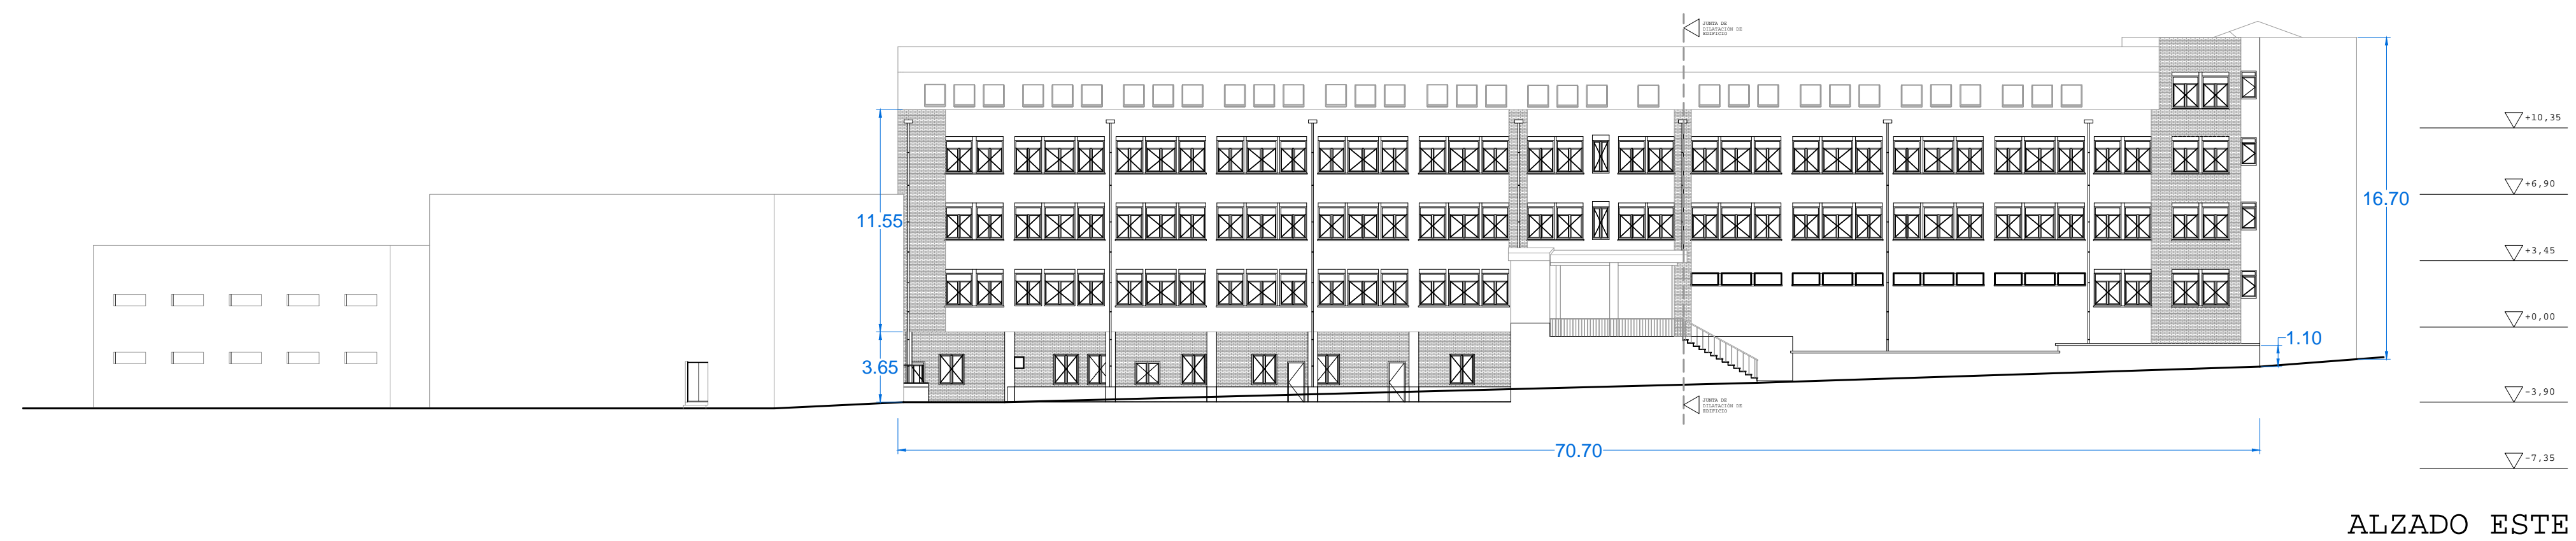 JUNTA DE
DILATACIÓN DE
EDIFICIO
+10,35
11.55
+6,90
16.70
+3,45
+0,00
1.10
3.65
-3,90
JUNTA DE
DILATACIÓN DE
EDIFICIO
70.70
-7,35
ALZADO ESTE